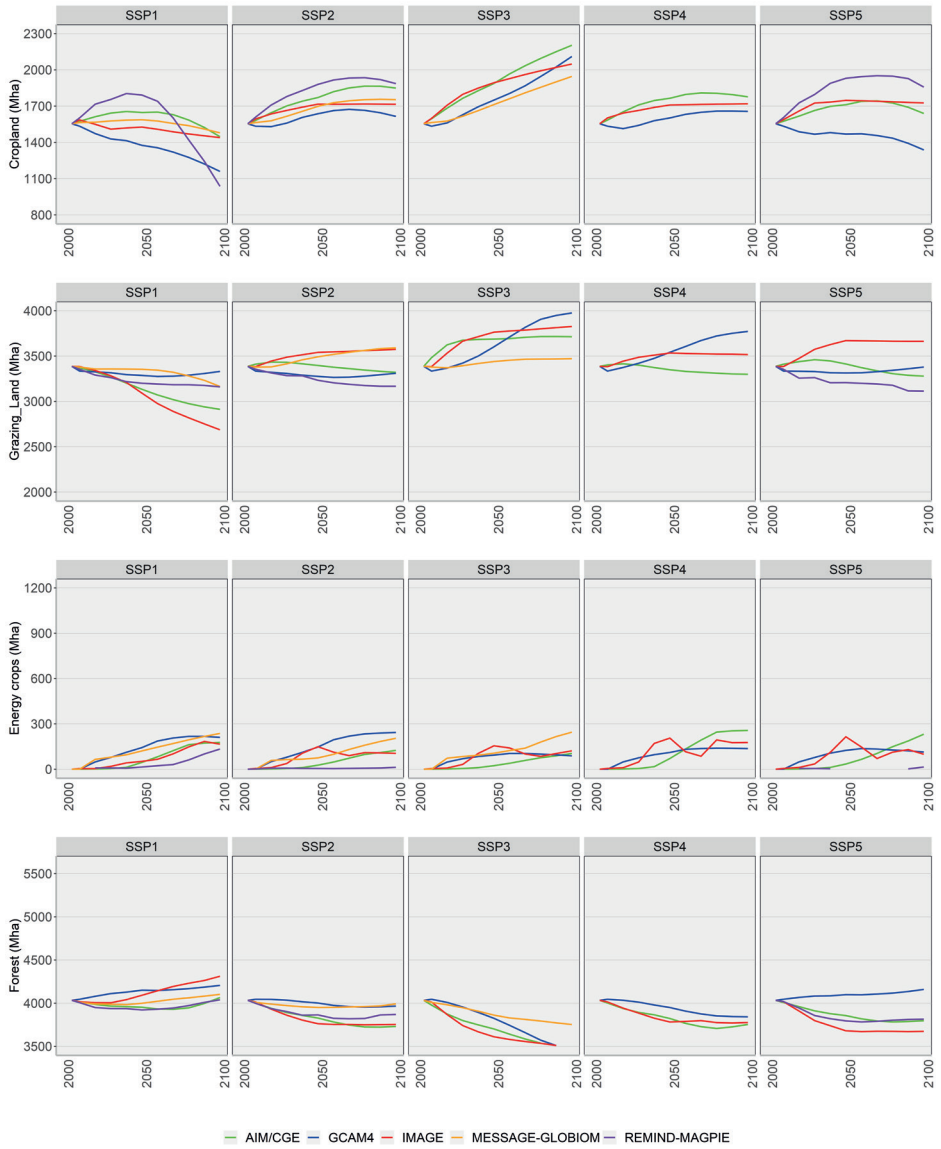 SSP1 SSP2 SSP3 SSP4 SSP5
Cropland (Mha)
2300
2000
1700
1400
1100
800
2000 2050 2100 2000 2050 2100 2000 2050 2100 2000 2050 2100 2000 2050 2100
SSP1 SSP2 SSP3 SSP4 SSP5
Grazing_Land (Mha)
4000
3500
3000
2500
2000
2000 2050 2100 2000 2050 2100 2000 2050 2100 2000 2050 2100 2000 2050 2100
SSP1 SSP2 SSP3 SSP4 SSP5
Energy crops (Mha)
1200
900
600
300
0
2000 2050 2100 2000 2050 2100 2000 2050 2100 2000 2050 2100 2000 2050 2100
SSP1 SSP2 SSP3 SSP4 SSP5
Forest (Mha)
5500
5000
4500
4000
3500
2000 2050 2100 2000 2050 2100 2000 2050 2100 2000 2050 2100 2000 2050 2100
AIM/CGE GCAM4 IMAGE MESSAGE-GLOBIOM REMIND-MAGPIE